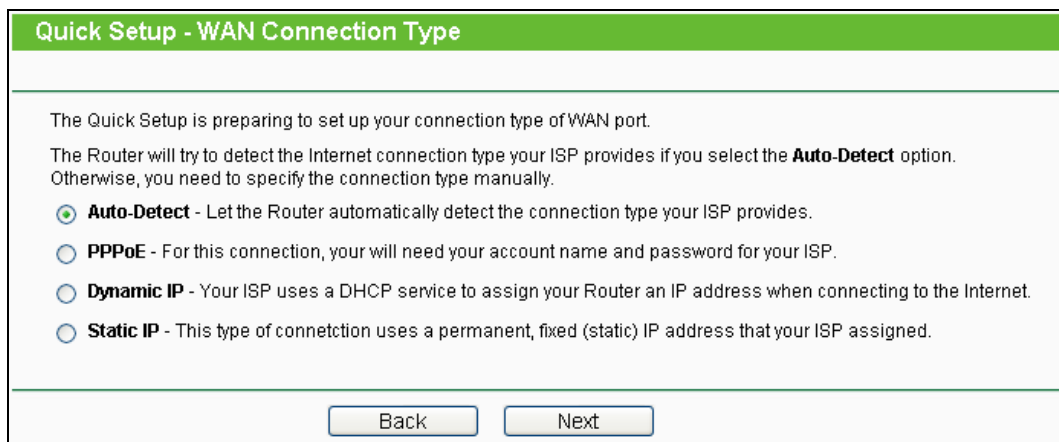 Quick Setup - WAN Connection Type
The Quick Setup is preparing to set up your connection type of WAN port.
The Router will try to detect the Internet connection type your ISP provides if you select the Auto-Detect option.
Otherwise, you need to specify the connection type manually.
Auto-Detect - Let the Router automatically detect the connection type your ISP provides.
PPPoE - For this connection, your will need your account name and password for your ISP.
Dynamic IP - Your ISP uses a DHCP service to assign your Router an IP address when connecting to the Internet.
Static IP - This type of connetction uses a permanent, fixed (static) IP address that your ISP assigned.
Back Next